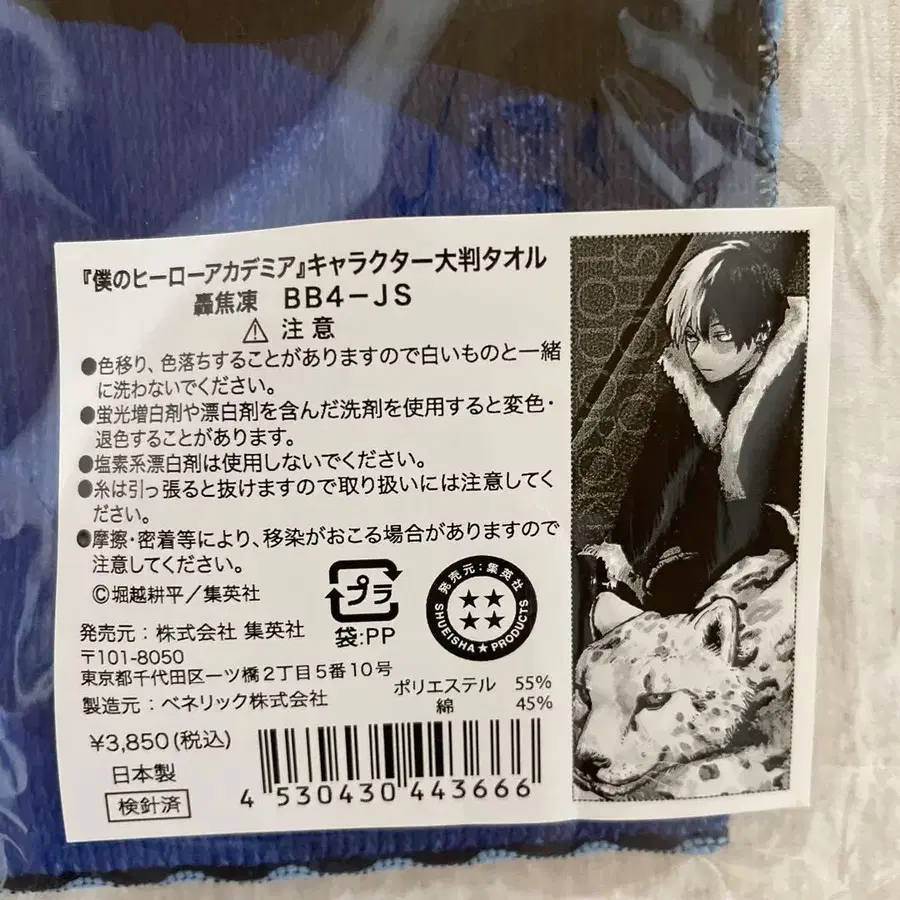 『僕のヒーローアカデミア』キャラクター大判タオル
轟焦凍 BB4-JS
⚠ 注意
●色移り、色落ちすることがありますので白いものと一緒
に洗わないでください。
●蛍光増白剤や漂白剤を含んだ洗剤を使用すると変色・
退色することがあります。
●塩素系漂白剤は使用しないでください。
●糸は引っ張ると抜けますので取り扱いには注意してく
ださい。
●摩擦・密着等により、移染がおこる場合がありますので
注意してください。
©堀越耕平/集英社
プラ
袋:PP
発売元:集英社
SHUEISHA★PRODUCTS
発売元:株式会社 集英社
〒101-8050
東京都千代田区一ツ橋2丁目5番10号
製造元:ベネリック株式会社
ポリエステル 55%
綿 45%
¥3,850(税込)
日本製
検針済
4 530430 443666
SHOTO
TODOROKI